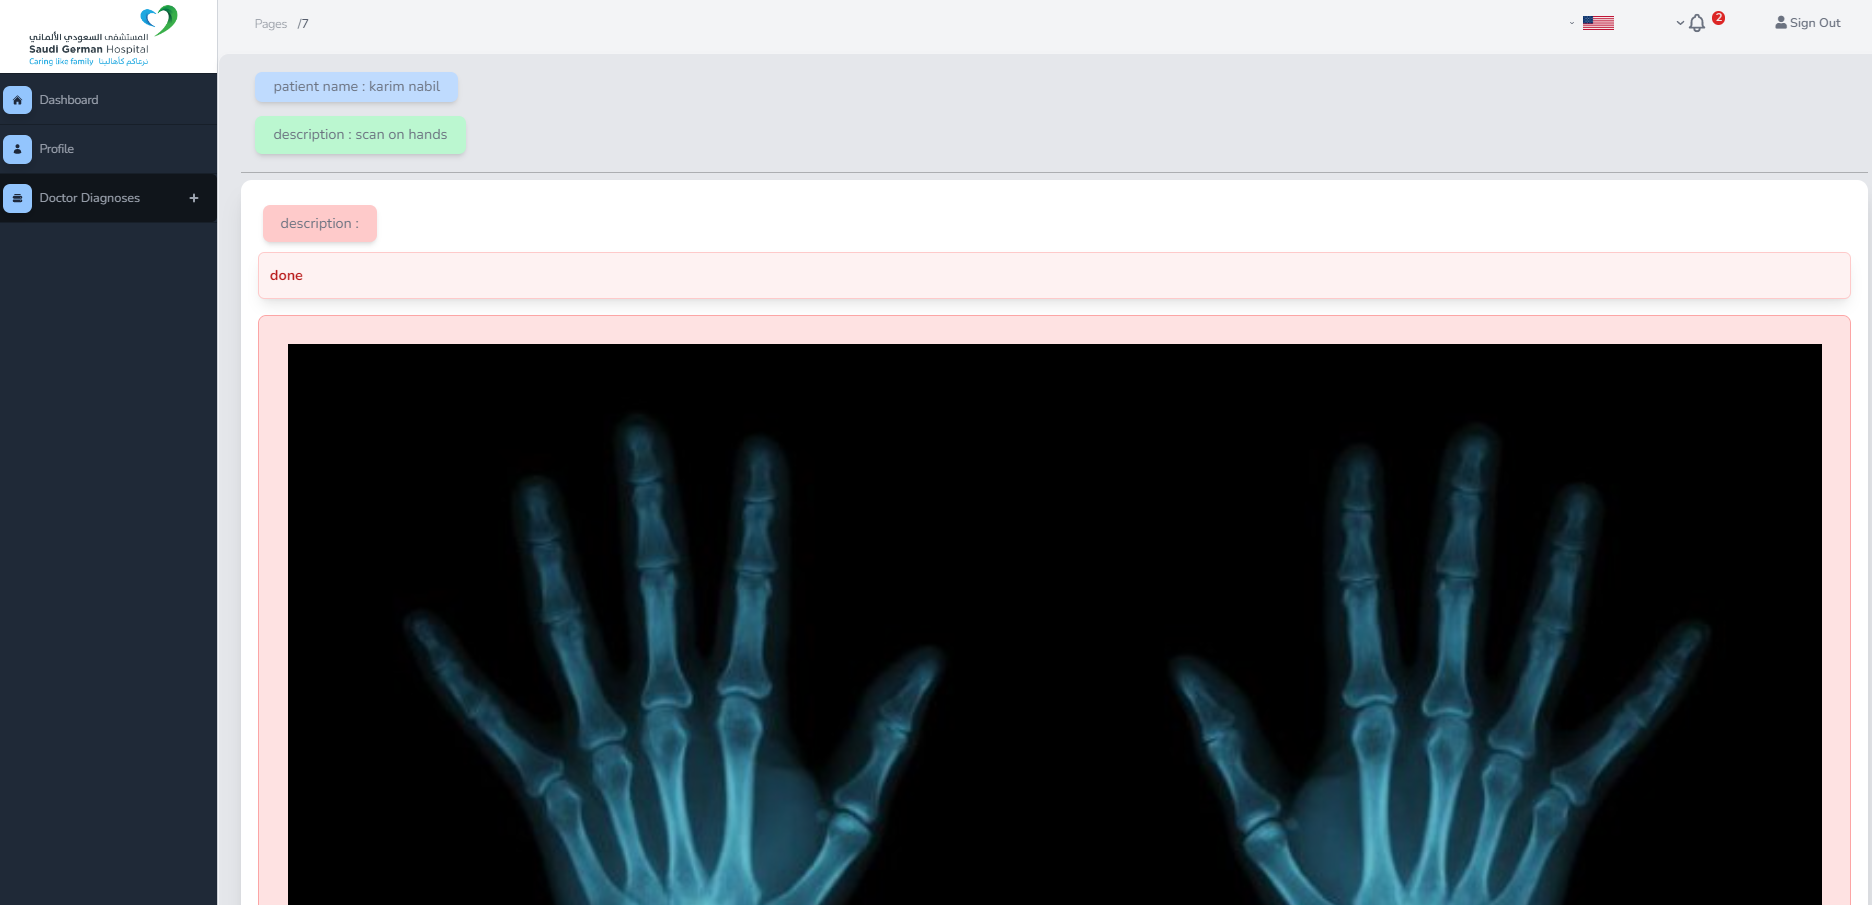 المستشفى السعودي الألماني
Saudi German Hospital
Caring like family نرعاكم كأهالينا
Pages /7
2
Sign Out
Dashboard
Profile
Doctor Diagnoses +
patient name : karim nabil
description : scan on hands
description :
done